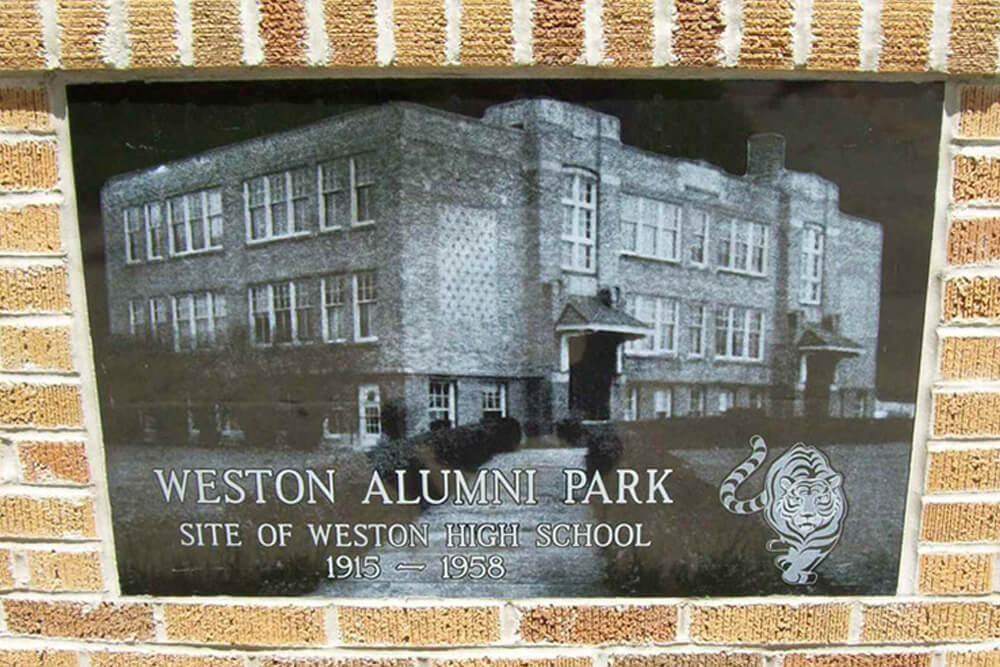 WESTON ALUMNI PARK
SITE OF WESTON HIGH SCHOOL
1915 — 1958